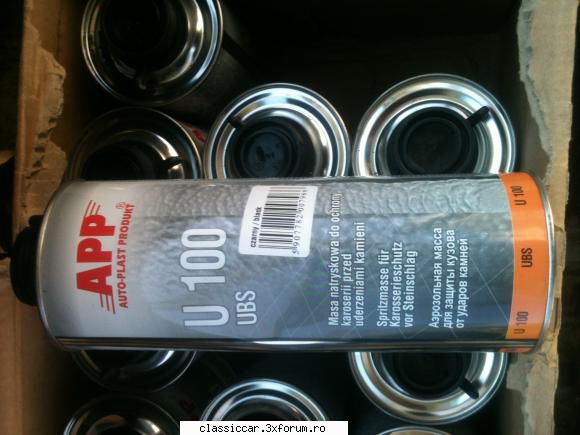 APP®
AUTO-PLAST PRODUKT
U 100
UBS
czarny / black
Masa natryskowa do ochrony
karoserii przed
uderzeniami kamieni
Spritzmasse für
Karosserieschutz
vor Steinschlag
Аэрозольная масса
для защиты кузова
от ударов камней
U 100
UBS
U 100
classiccar.3xforum.ro